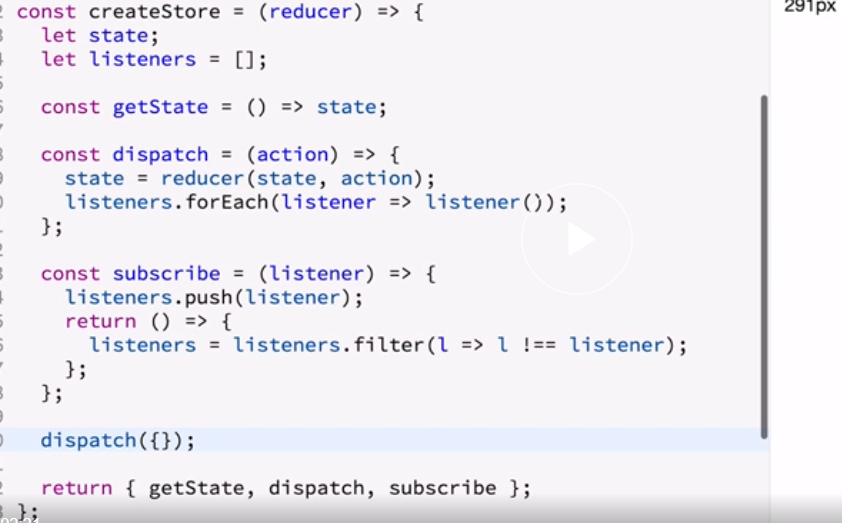 const createStore = (reducer) => {
let state;
let listeners = [];
const getState = () => state;
const dispatch = (action) => {
state = reducer(state, action);
listeners.forEach(listener => listener());
};
const subscribe = (listener) => {
listeners.push(listener);
return () => {
listeners = listeners.filter(l => l !== listener);
};
};
dispatch({});
return { getState, dispatch, subscribe };
};
291px